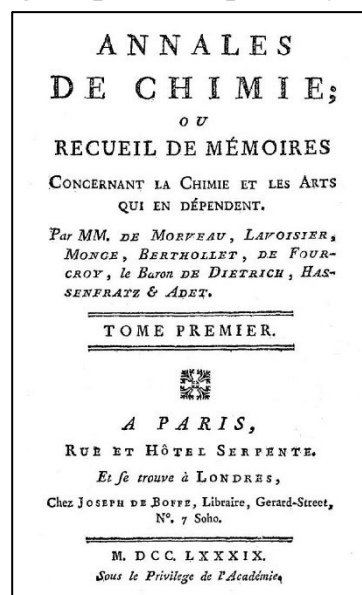 ANNALES
DE CHIMIE;
OU
RECUEIL DE MÉMOIRES
CONCERNANT LA CHIMIE ET LES ARTS
QUI EN DÉPENDENT.
Par MM. DE MORVEAU, LAVOISIER,
MONGE, BERTHOLLET, DE FOUR-
CROY, le Baron DE DIETRICH, HAS-
SENFRATZ & ADET.
TOME PREMIER.
A PARIS,
RUE ET HÔTEL SERPENTE.
Et se trouve à LONDRES,
Chez JOSEPH DE BOFFE, Libraire, Gerard-Street,
N°. 7 Soho.
M. DCC. LXXXIX.
Sous le Privilege de l'Académie,